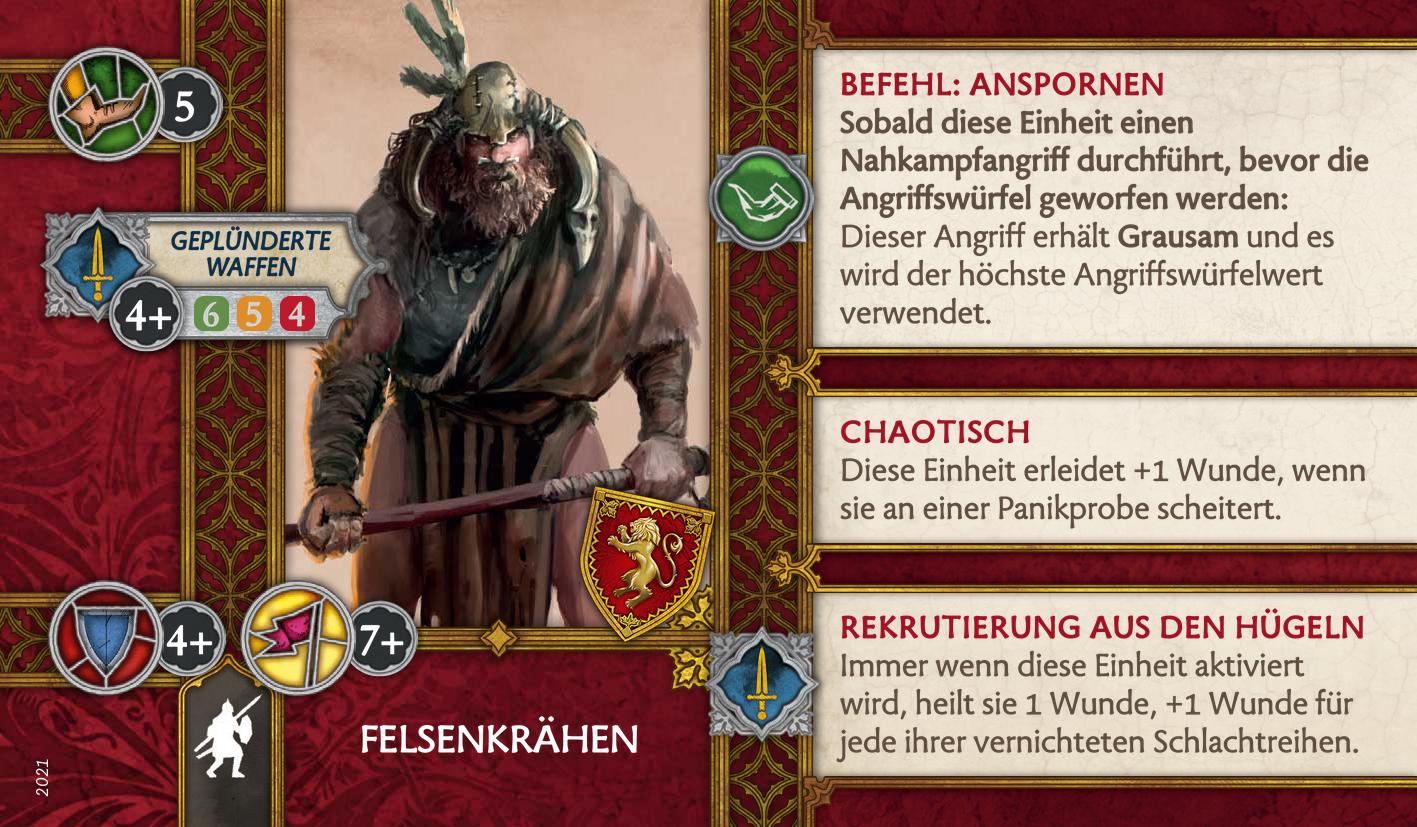 5
GEPLÜNDERTE
WAFFEN
4+ 6 5 4
4+
7+
FELSENKRÄHEN
2021
BEFEHL: ANSPORNEN
Sobald diese Einheit einen
Nahkampfangriff durchführt, bevor die
Angriffswürfel geworfen werden:
Dieser Angriff erhält Grausam und es
wird der höchste Angriffswürfelwert
verwendet.
CHAOTISCH
Diese Einheit erleidet +1 Wunde, wenn
sie an einer Panikprobe scheitert.
REKRUTIERUNG AUS DEN HÜGELN
Immer wenn diese Einheit aktiviert
wird, heilt sie 1 Wunde, +1 Wunde für
jede ihrer vernichteten Schlachtreihen.